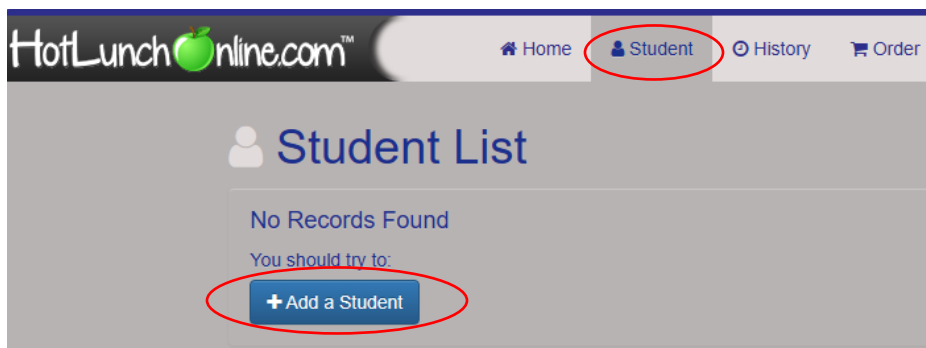 HotLunchOnline.com™
Home Student History Order
Student List
No Records Found
You should try to:
+ Add a Student